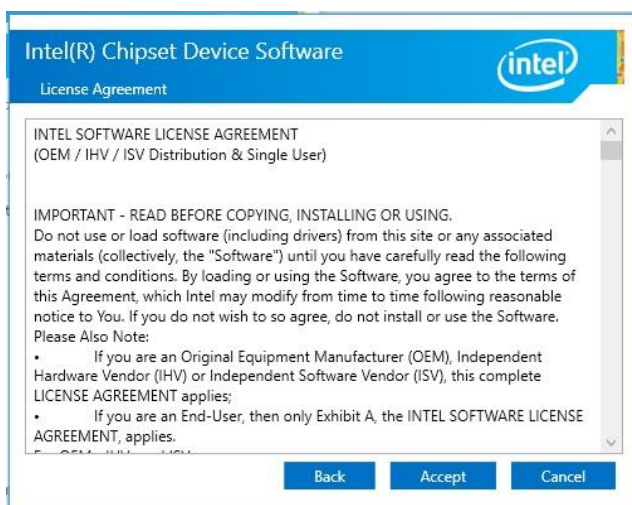 Intel(R) Chipset Device Software
intel
License Agreement
INTEL SOFTWARE LICENSE AGREEMENT
(OEM / IHV / ISV Distribution & Single User)
IMPORTANT - READ BEFORE COPYING, INSTALLING OR USING.
Do not use or load software (including drivers) from this site or any associated
materials (collectively, the "Software") until you have carefully read the following
terms and conditions. By loading or using the Software, you agree to the terms of
this Agreement, which Intel may modify from time to time following reasonable
notice to You. If you do not wish to so agree, do not install or use the Software.
Please Also Note:
• If you are an Original Equipment Manufacturer (OEM), Independent
Hardware Vendor (IHV) or Independent Software Vendor (ISV), this complete
LICENSE AGREEMENT applies;
• If you are an End-User, then only Exhibit A, the INTEL SOFTWARE LICENSE
AGREEMENT, applies.
Back Accept Cancel